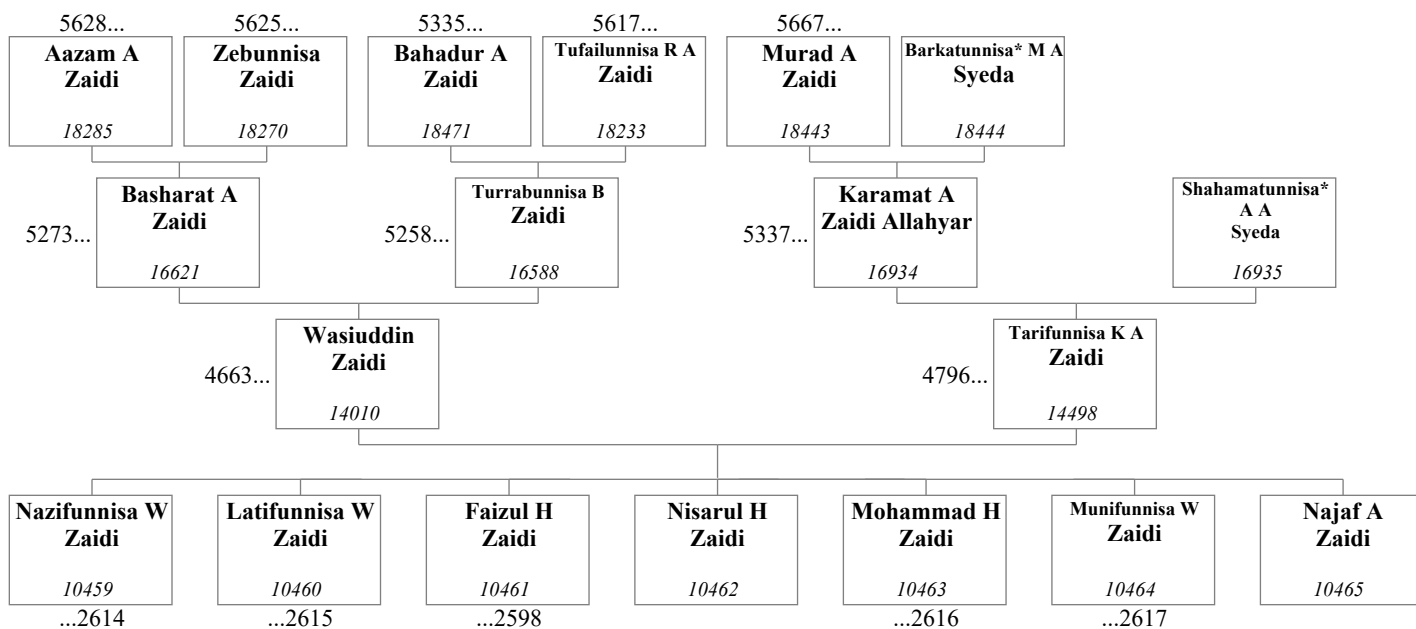 5628...
5625...
5335...
5617...
5667...
Aazam A
Zaidi
18285
Zebunnisa
Zaidi
18270
Bahadur A
Zaidi
18471
Tufailunnisa R A
Zaidi
18233
Murad A
Zaidi
18443
Barkatunnisa* M A
Syeda
18444
5273...
Basharat A
Zaidi
16621
5258...
Turrabunnisa B
Zaidi
16588
5337...
Karamat A
Zaidi Allahyar
16934
Shahamatunnisa*
A A
Syeda
16935
4663...
Wasiuddin
Zaidi
14010
4796...
Tarifunnisa K A
Zaidi
14498
Nazifunnisa W
Zaidi
10459
...2614
Latifunnisa W
Zaidi
10460
...2615
Faizul H
Zaidi
10461
...2598
Nisarul H
Zaidi
10462
Mohammad H
Zaidi
10463
...2616
Munifunnisa W
Zaidi
10464
...2617
Najaf A
Zaidi
10465